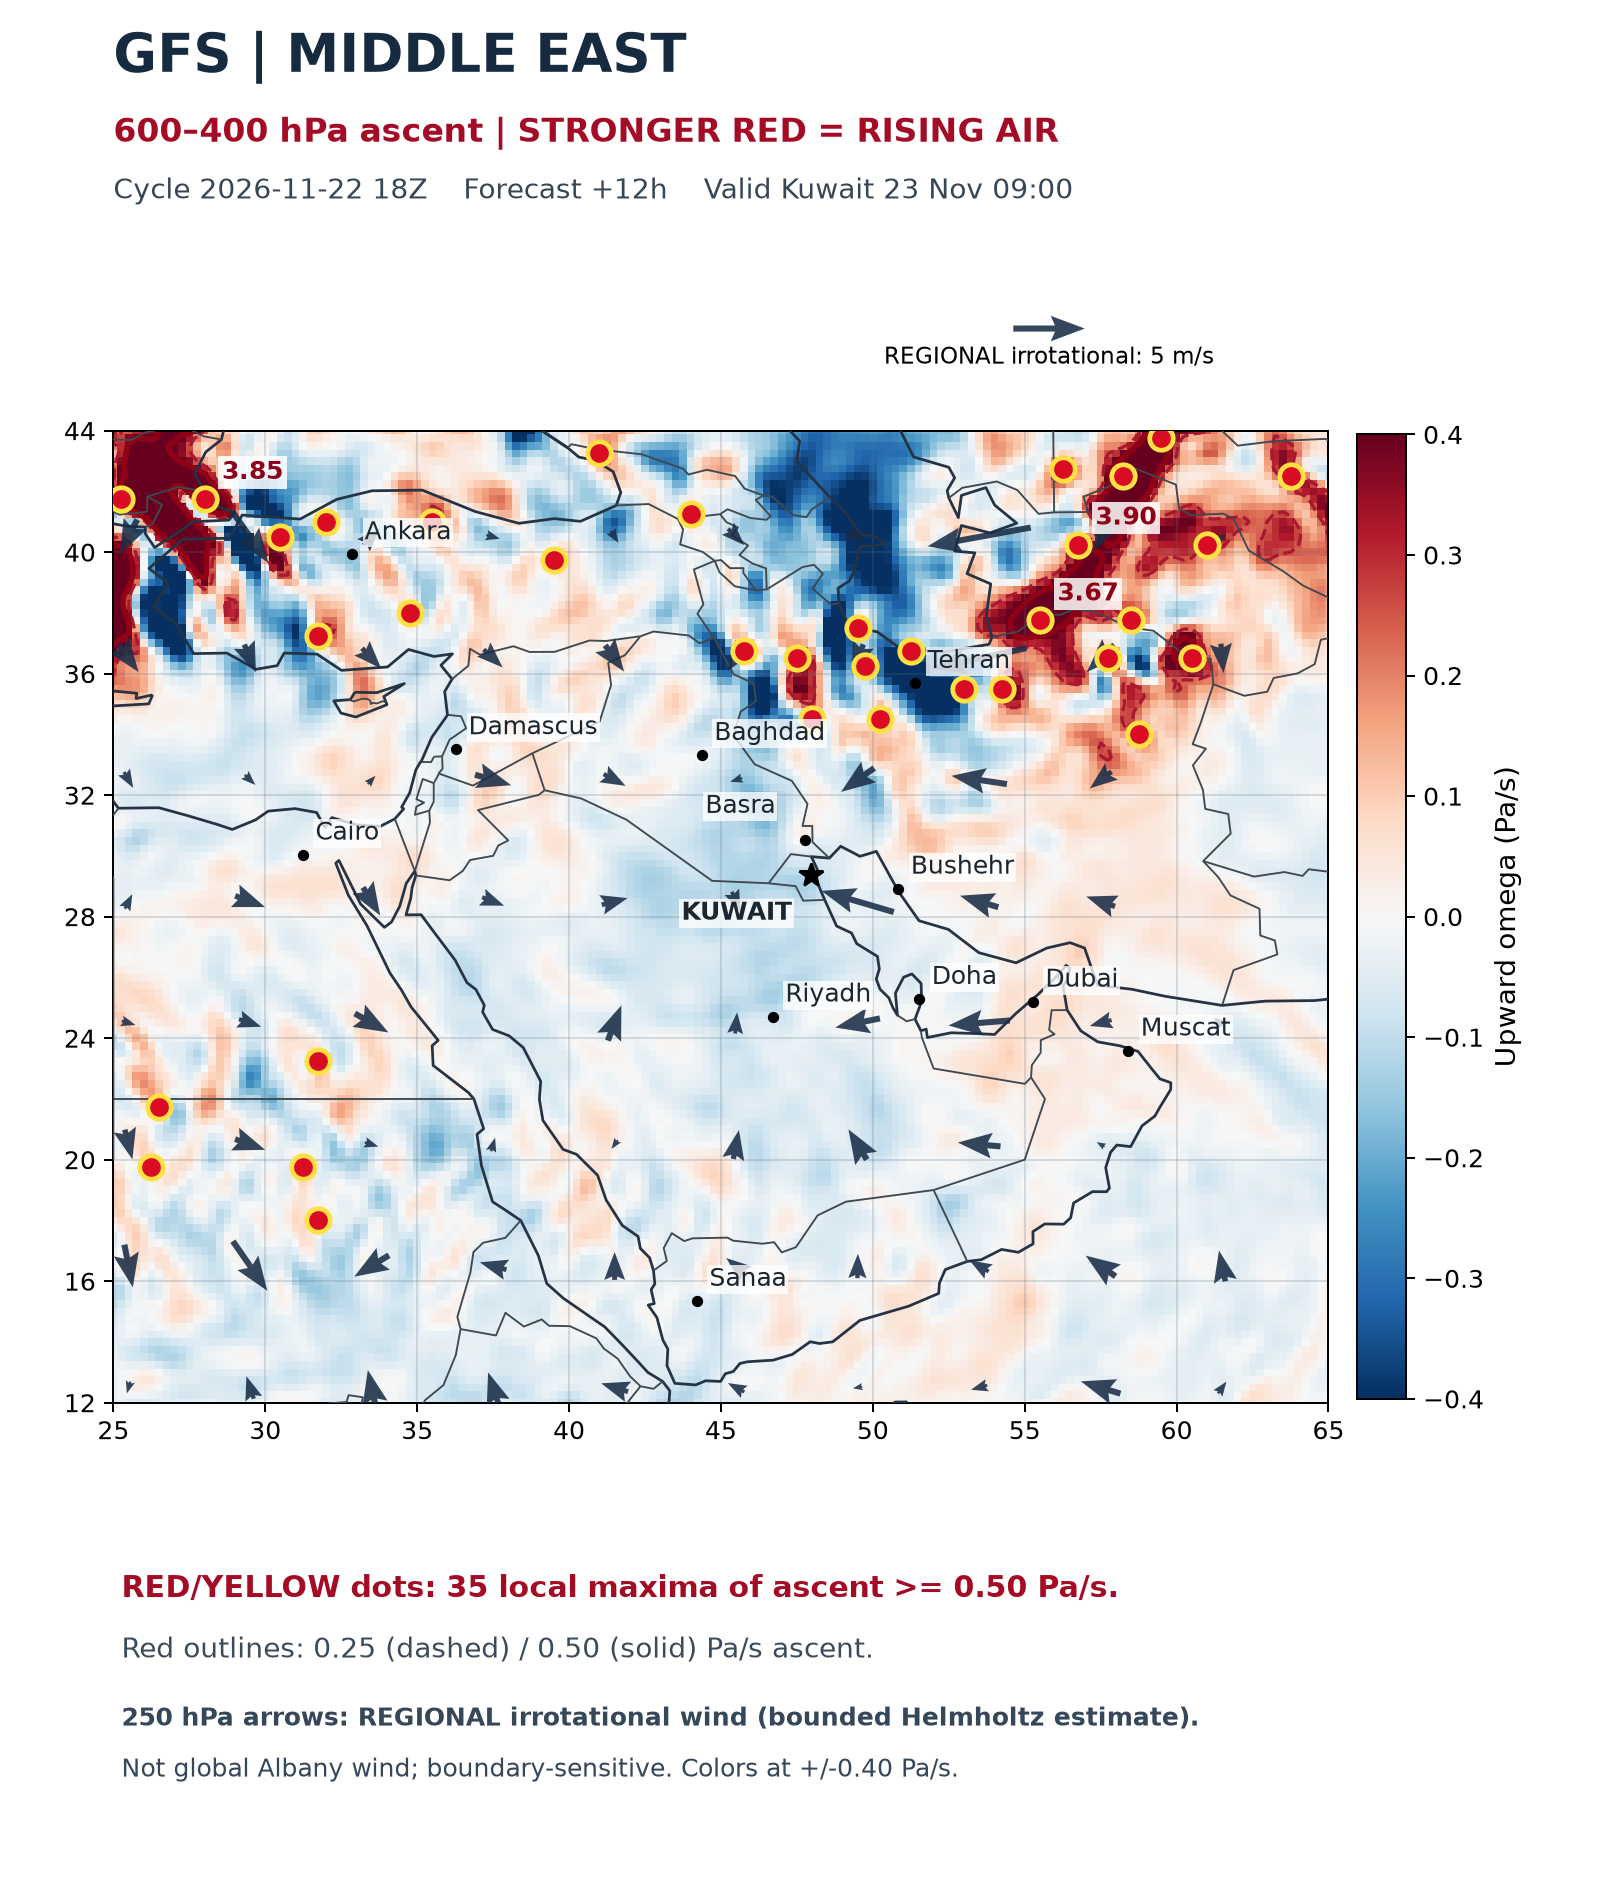 GFS | MIDDLE EAST
600–400 hPa ascent | STRONGER RED = RISING AIR
Cycle 2026-11-22 18Z    Forecast +12h    Valid Kuwait 23 Nov 09:00
REGIONAL irrotational: 5 m/s
44
40
36
32
28
24
20
16
12
25
30
35
40
45
50
55
60
65
3.85
3.90
3.67
Ankara
Tehran
Damascus
Baghdad
Basra
Cairo
Bushehr
KUWAIT
Doha
Dubai
Riyadh
Muscat
Sanaa
0.4
0.3
0.2
0.1
0.0
−0.1
−0.2
−0.3
−0.4
Upward omega (Pa/s)
RED/YELLOW dots: 35 local maxima of ascent >= 0.50 Pa/s.
Red outlines: 0.25 (dashed) / 0.50 (solid) Pa/s ascent.
250 hPa arrows: REGIONAL irrotational wind (bounded Helmholtz estimate).
Not global Albany wind; boundary-sensitive. Colors at +/-0.40 Pa/s.